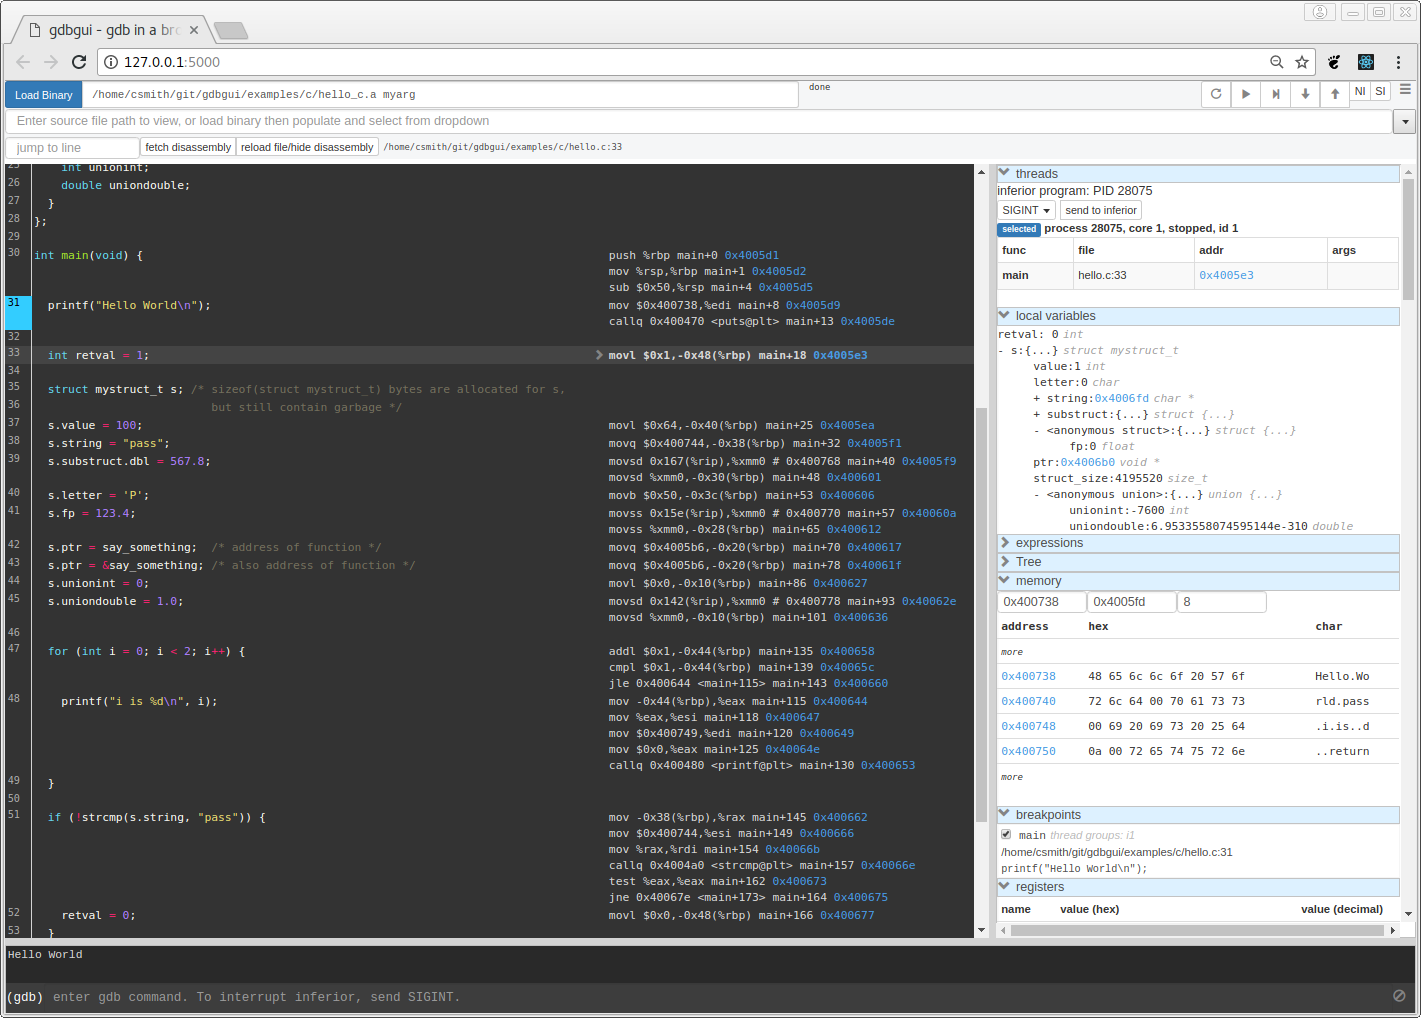 gdbgui - gdb in a bro
127.0.0.1:5000
Load Binary /home/csmith/git/gdbgui/examples/c/hello_c.a myarg
done
NI SI
Enter source file path to view, or load binary then populate and select from dropdown
jump to line fetch disassembly reload file/hide disassembly /home/csmith/git/gdbgui/examples/c/hello.c:33
25 int unionint;
26 double uniondouble;
27 }
28 };
29
30 int main(void) { push %rbp main+0 0x4005d1
mov %rsp,%rbp main+1 0x4005d2
sub $0x50,%rsp main+4 0x4005d5
31 printf("Hello World\n"); mov $0x400738,%edi main+8 0x4005d9
callq 0x400470 <puts@plt> main+13 0x4005de
32
33 int retval = 1; movl $0x1,-0x48(%rbp) main+18 0x4005e3
34
35 struct mystruct_t s; /* sizeof(struct mystruct_t) bytes are allocated for s,
36 but still contain garbage */
37 s.value = 100; movl $0x64,-0x40(%rbp) main+25 0x4005ea
38 s.string = "pass"; movq $0x400744,-0x38(%rbp) main+32 0x4005f1
39 s.substruct.dbl = 567.8; movsd 0x167(%rip),%xmm0 # 0x400768 main+40 0x4005f9
movsd %xmm0,-0x30(%rbp) main+48 0x400601
40 s.letter = 'P'; movb $0x50,-0x3c(%rbp) main+53 0x400606
41 s.fp = 123.4; movss 0x15e(%rip),%xmm0 # 0x400770 main+57 0x40060a
movss %xmm0,-0x28(%rbp) main+65 0x400612
42 s.ptr = say_something; /* address of function */ movq $0x4005b6,-0x20(%rbp) main+70 0x400617
43 s.ptr = &say_something; /* also address of function */ movq $0x4005b6,-0x20(%rbp) main+78 0x40061f
44 s.unionint = 0; movl $0x0,-0x10(%rbp) main+86 0x400627
45 s.uniondouble = 1.0; movsd 0x142(%rip),%xmm0 # 0x400778 main+93 0x40062e
movsd %xmm0,-0x10(%rbp) main+101 0x400636
46
47 for (int i = 0; i < 2; i++) { addl $0x1,-0x44(%rbp) main+135 0x400658
cmpl $0x1,-0x44(%rbp) main+139 0x40065c
jle 0x400644 <main+115> main+143 0x400660
48 printf("i is %d\n", i); mov -0x44(%rbp),%eax main+115 0x400644
mov %eax,%esi main+118 0x400647
mov $0x400749,%edi main+120 0x400649
mov $0x0,%eax main+125 0x40064e
callq 0x400480 <printf@plt> main+130 0x400653
49 }
50
51 if (!strcmp(s.string, "pass")) { mov -0x38(%rbp),%rax main+145 0x400662
mov $0x400744,%esi main+149 0x400666
mov %rax,%rdi main+154 0x40066b
callq 0x4004a0 <strcmp@plt> main+157 0x40066e
test %eax,%eax main+162 0x400673
jne 0x40067e <main+173> main+164 0x400675
52 retval = 0; movl $0x0,-0x48(%rbp) main+166 0x400677
53 }
threads
inferior program: PID 28075
SIGINT send to inferior
selected process 28075, core 1, stopped, id 1
func file addr args
main hello.c:33 0x4005e3
local variables
retval: 0 int
- s:{...} struct mystruct_t
value:1 int
letter:0 char
+ string:0x4006fd char *
+ substruct:{...} struct {...}
- <anonymous struct>:{...} struct {...}
fp:0 float
ptr:0x4006b0 void *
struct_size:4195520 size_t
- <anonymous union>:{...} union {...}
unionint:-7600 int
uniondouble:6.9533558074595144e-310 double
expressions
Tree
memory
0x400738 0x4005fd 8
address hex char
more
0x400738 48 65 6c 6c 6f 20 57 6f Hello.Wo
0x400740 72 6c 64 00 70 61 73 73 rld.pass
0x400748 00 69 20 69 73 20 25 64 .i.is..d
0x400750 0a 00 72 65 74 75 72 6e ..return
more
breakpoints
main thread groups: i1
/home/csmith/git/gdbgui/examples/c/hello.c:31
printf("Hello World\n");
registers
name value (hex) value (decimal)
Hello World
(gdb) enter gdb command. To interrupt inferior, send SIGINT.